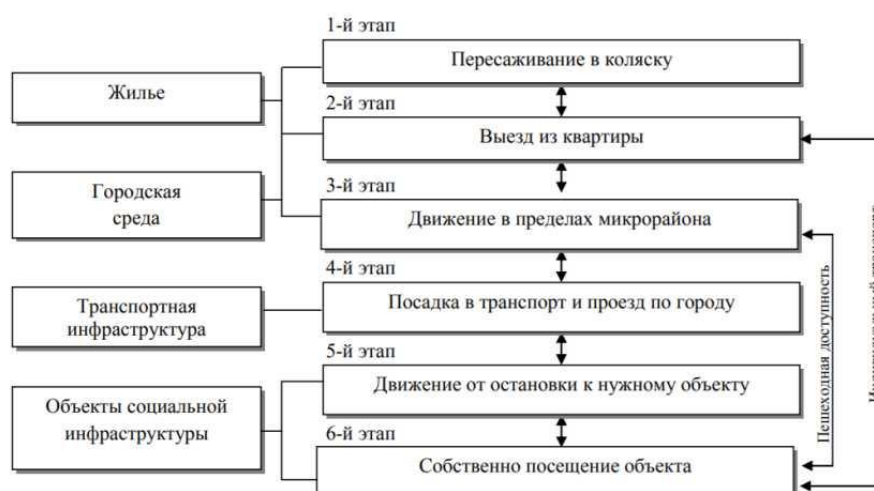 1-й этап
Пересаживание в коляску
Жилье
2-й этап
Выезд из квартиры
3-й этап
Городская
среда
Движение в пределах микрорайона
4-й этап
Транспортная
инфраструктура
Посадка в транспорт и проезд по городу
5-й этап
Движение от остановки к нужному объекту
Объекты социальной
инфраструктуры
6-й этап
Собственно посещение объекта
Пешеходная доступность